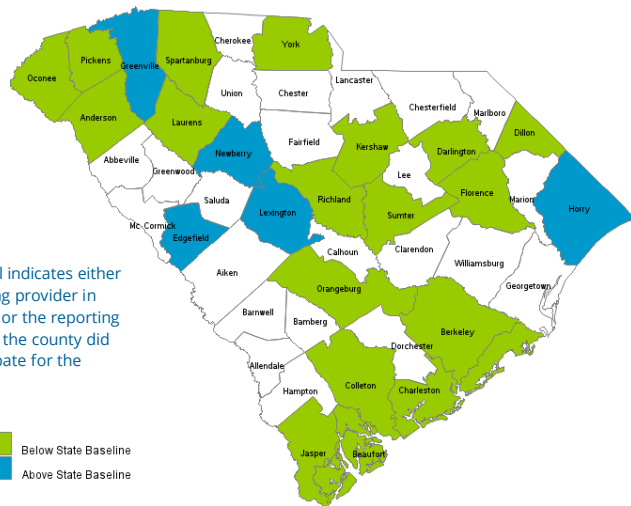 Cherokee
York
Spartanburg
Pickens
Greenville
Oconee
Lancaster
Union
Chester
Chesterfield
Marlboro
Anderson
Laurens
Dillon
Fairfield
Kershaw
Darlington
Newberry
Abbeville
Greenwood
Lee
Florence
Marion
Saluda
Richland
Horry
Lexington
Sumter
Mc Cormick
Edgefield
Calhoun
Clarendon
Williamsburg
Aiken
Georgetown
Orangeburg
Barnwell
Bamberg
Berkeley
Dorchester
Allendale
Colleton
Charleston
Hampton
Jasper
Beaufort
l indicates either
g provider in
or the reporting
the county did
pate for the
Below State Baseline
Above State Baseline